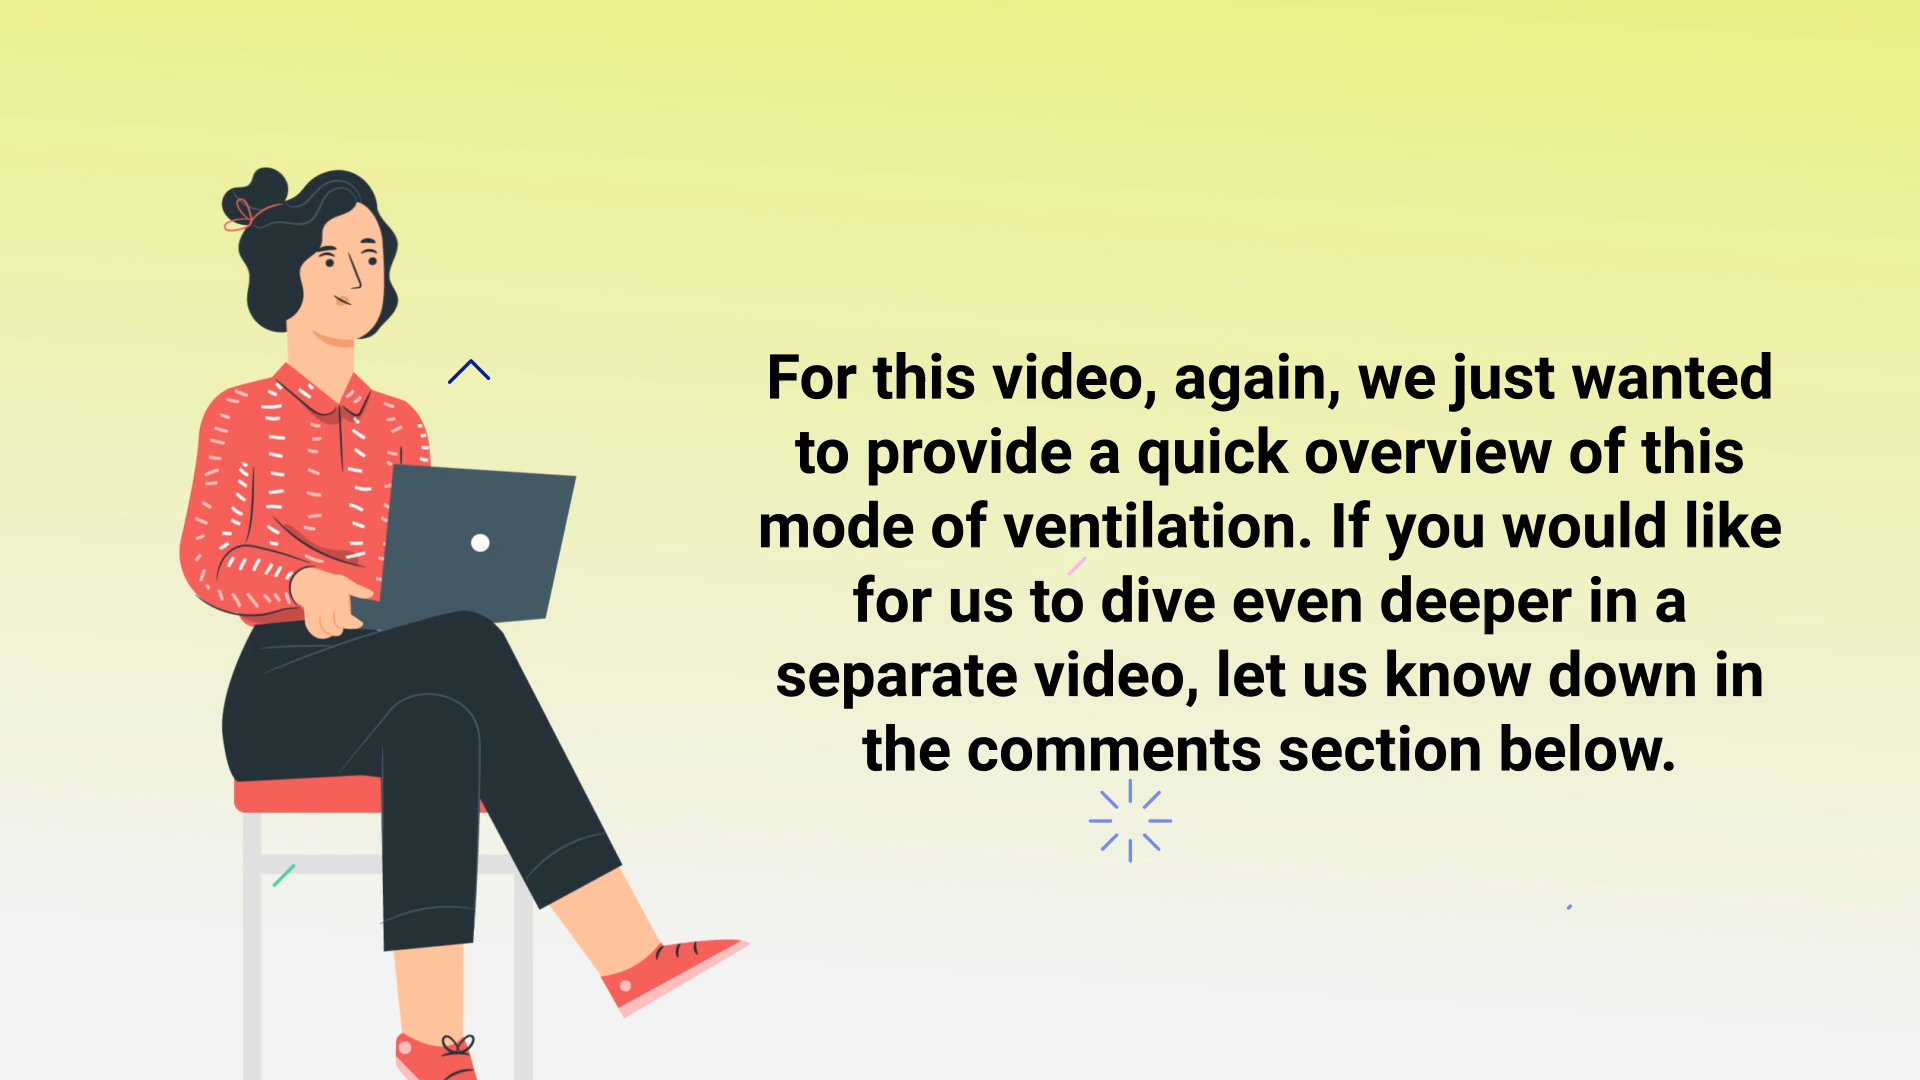 For this video, again, we just wanted
to provide a quick overview of this
mode of ventilation. If you would like
for us to dive even deeper in a
separate video, let us know down in
the comments section below.